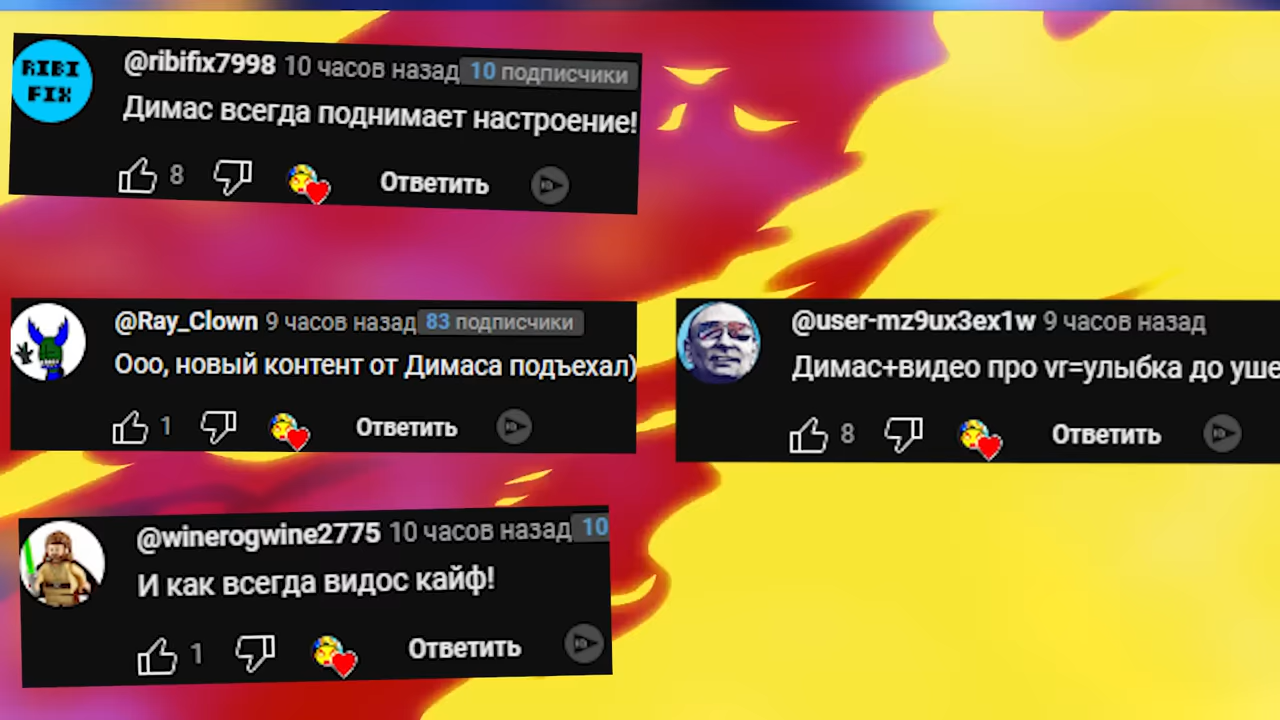 RIBI
FIX
@ribifix7998 10 часов назад 10 подписчики
Димас всегда поднимает настроение!
8 Ответить
@Ray_Clown 9 часов назад 83 подписчики
Ооо, новый контент от Димаса подъехал)
1 Ответить
@user-mz9ux3ex1w 9 часов назад
Димас+видео про vr=улыбка до уше
8 Ответить
@winerogwine2775 10 часов назад 10
И как всегда видос кайф!
1 Ответить